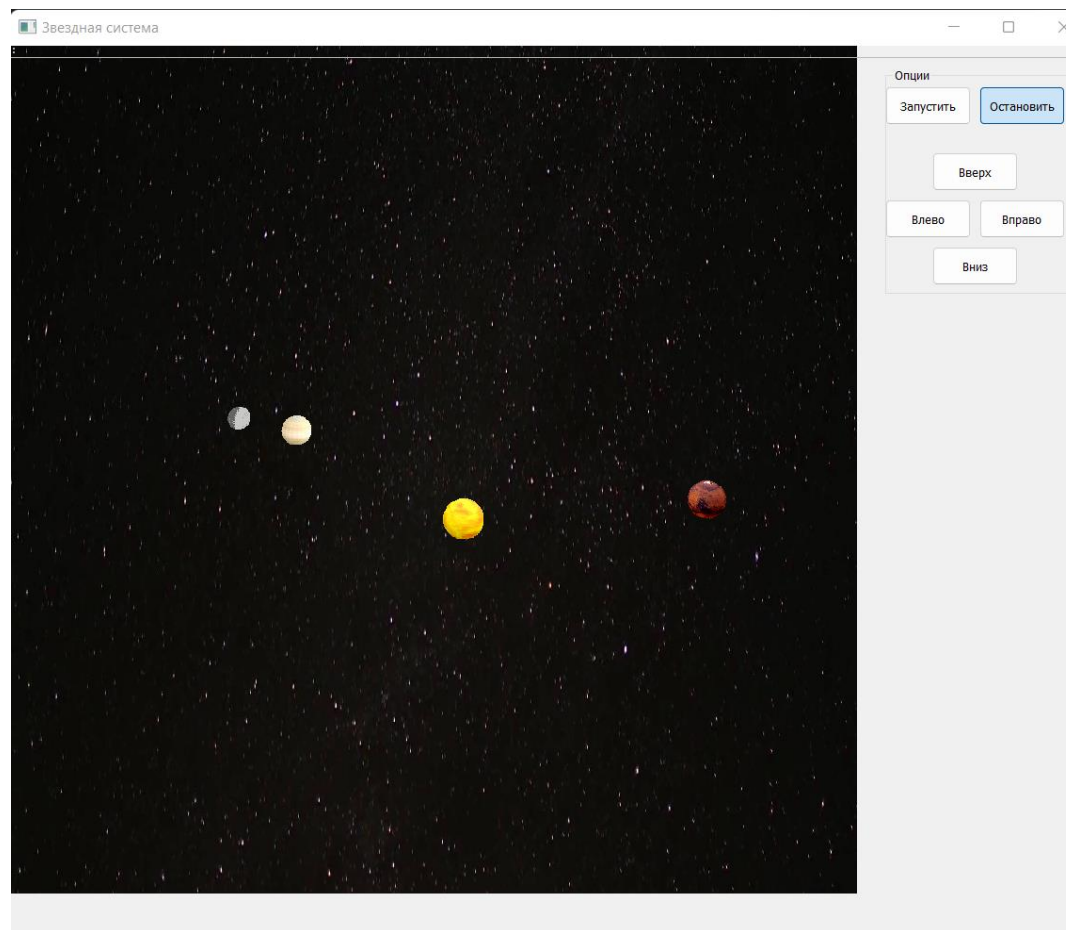 Звездная система
Опции
Запустить Остановить
Вверх
Влево Вправо
Вниз